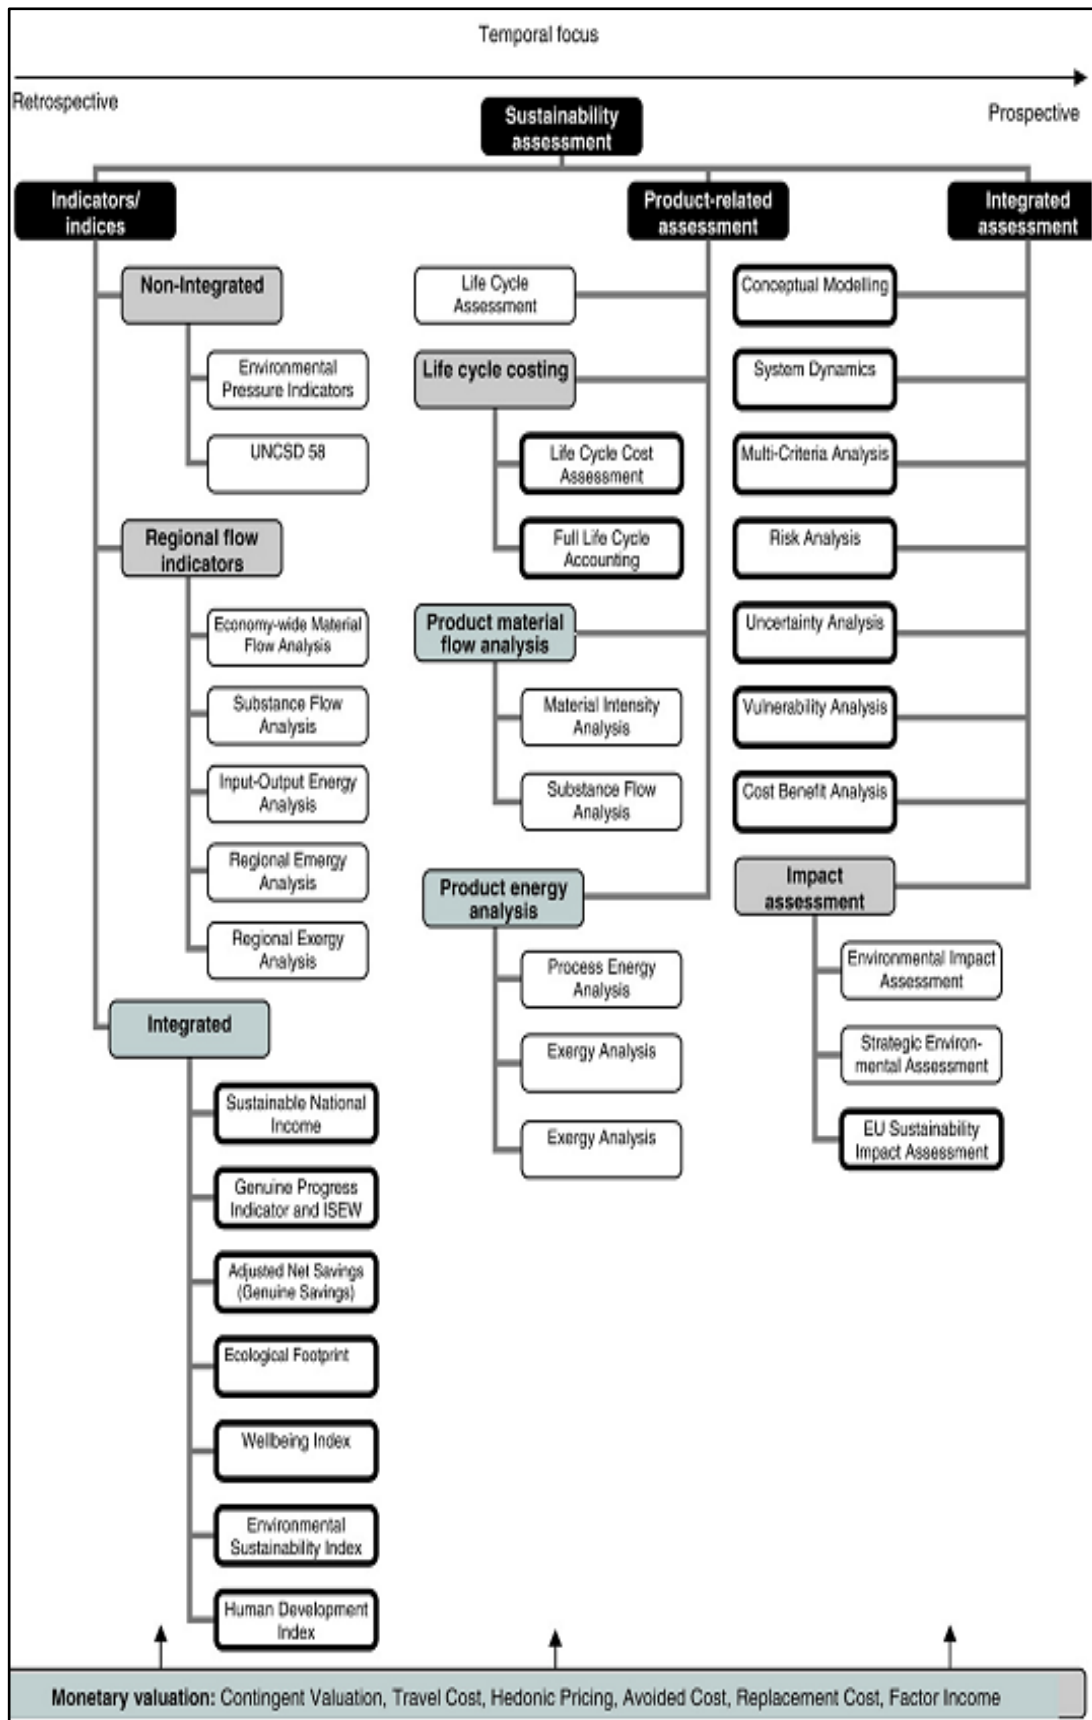 Temporal focus
Retrospective
Prospective
Sustainability
assessment
Indicators/
indices
Non-Integrated
Environmental
Pressure Indicators
UNCSD 58
Regional flow
indicators
Economy-wide Material
Flow Analysis
Substance Flow
Analysis
Input-Output Energy
Analysis
Regional Emergy
Analysis
Regional Exergy
Analysis
Integrated
Sustainable National
Income
Genuine Progress
Indicator and ISEW
Adjusted Net Savings
(Genuine Savings)
Ecological Footprint
Wellbeing Index
Environmental
Sustainability Index
Human Development
Index
Product-related
assessment
Life Cycle
Assessment
Life cycle costing
Life Cycle Cost
Assessment
Full Life Cycle
Accounting
Product material
flow analysis
Material Intensity
Analysis
Substance Flow
Analysis
Product energy
analysis
Process Energy
Analysis
Exergy Analysis
Exergy Analysis
Integrated
assessment
Conceptual Modelling
System Dynamics
Multi-Criteria Analysis
Risk Analysis
Uncertainty Analysis
Vulnerability Analysis
Cost Benefit Analysis
Impact
assessment
Environmental Impact
Assessment
Strategic Environ-
mental Assessment
EU Sustainability
Impact Assessment
Monetary valuation: Contingent Valuation, Travel Cost, Hedonic Pricing, Avoided Cost, Replacement Cost, Factor Income